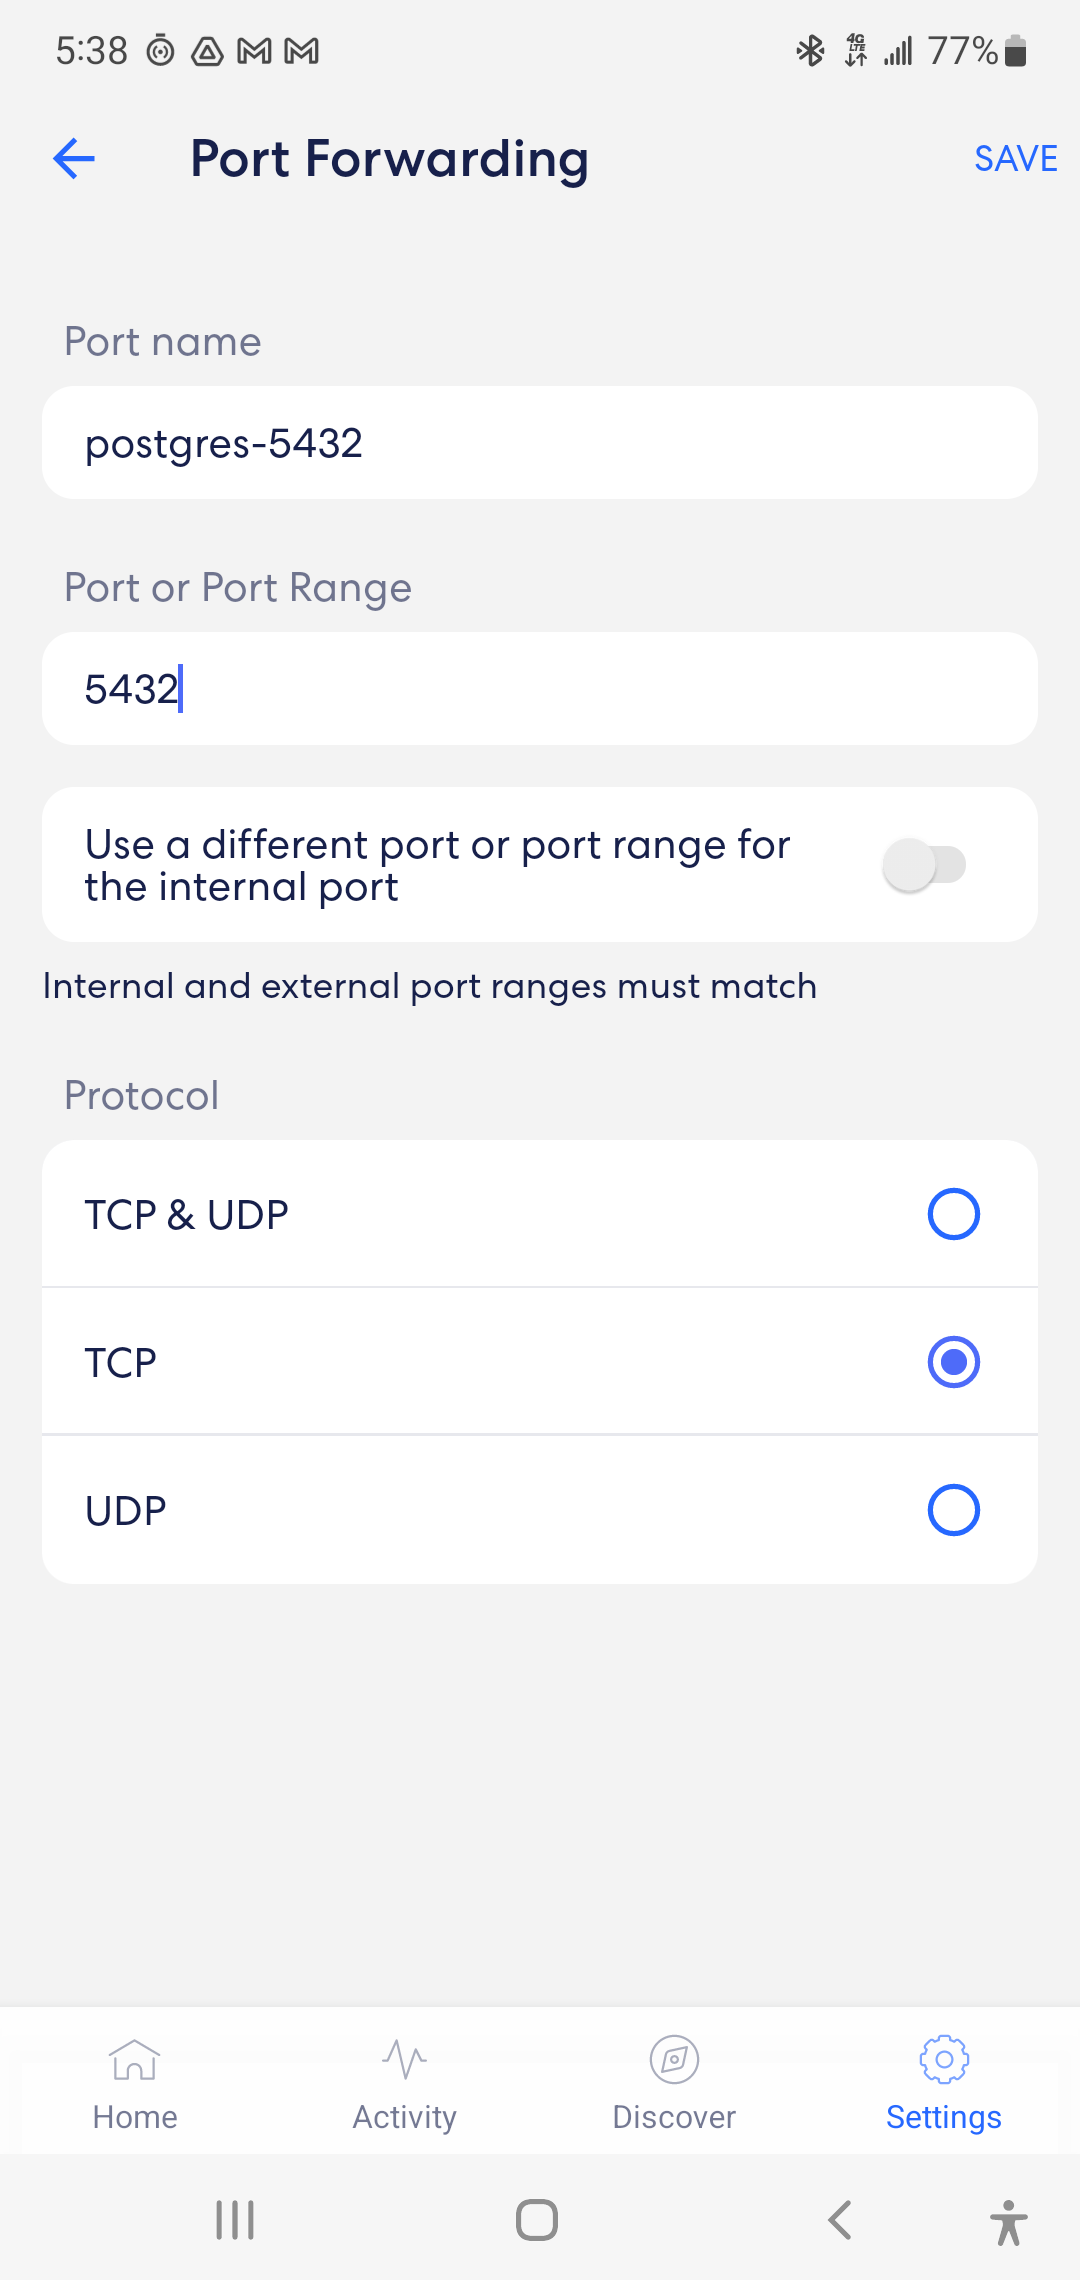 5:38
4G
LTE
77%
Port Forwarding
SAVE
Port name
postgres-5432
Port or Port Range
5432
Use a different port or port range for
the internal port
Internal and external port ranges must match
Protocol
TCP & UDP
TCP
UDP
Home
Activity
Discover
Settings